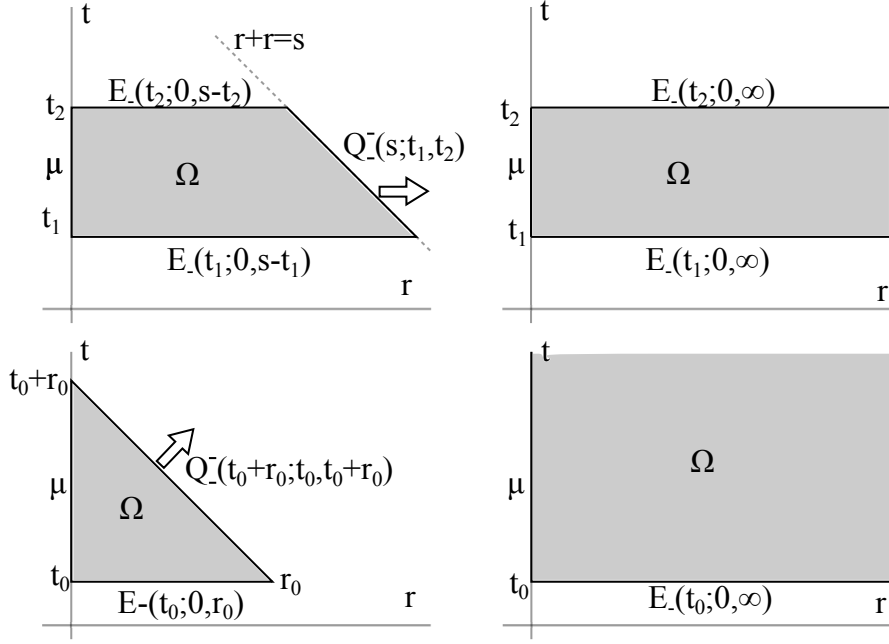 t
r+r=s
t₂
E₋(t₂;0,s-t₂)
μ
Ω
Q₋⁻(s;t₁,t₂)
t₁
E₋(t₁;0,s-t₁)
r
t
E₋(t₂;0,∞)
t₂
μ
Ω
t₁
E₋(t₁;0,∞)
r
t
t₀+r₀
Q₋⁻(t₀+r₀;t₀,t₀+r₀)
μ
Ω
t₀
r₀
E-(t₀;0,r₀)
r
t
Ω
μ
t₀
E₋(t₀;0,∞)
r